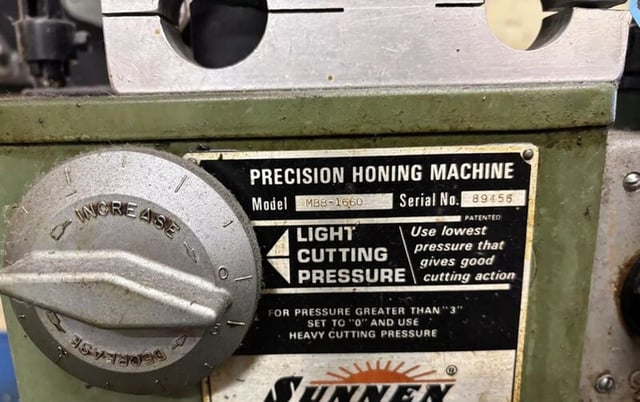 INCREASE
0
DECREASE
PRECISION HONING MACHINE
Model MBB-1660 Serial No. 89456
PATENTED
LIGHT
CUTTING
PRESSURE
Use lowest
pressure that
gives good
cutting action
FOR PRESSURE GREATER THAN "3"
SET TO "0" AND USE
HEAVY CUTTING PRESSURE
SUNNEN®